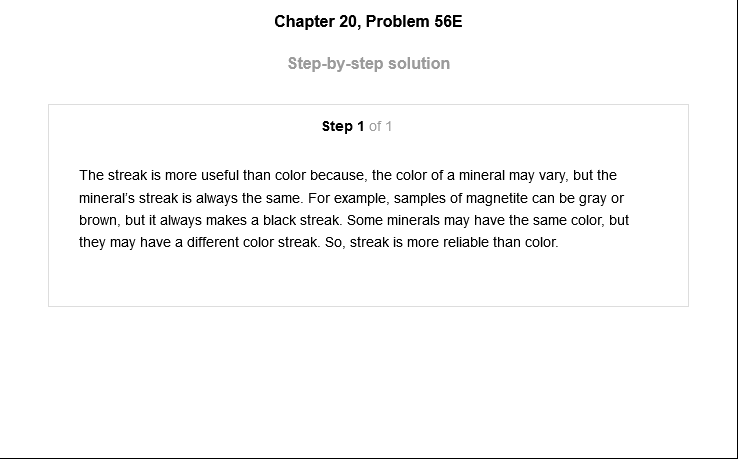 Chapter 20, Problem 56E
Step-by-step solution
Step 1 of 1
The streak is more useful than color because, the color of a mineral may vary, but the
mineral's streak is always the same. For example, samples of magnetite can be gray or
brown, but it always makes a black streak. Some minerals may have the same color, but
they may have a different color streak. So, streak is more reliable than color.